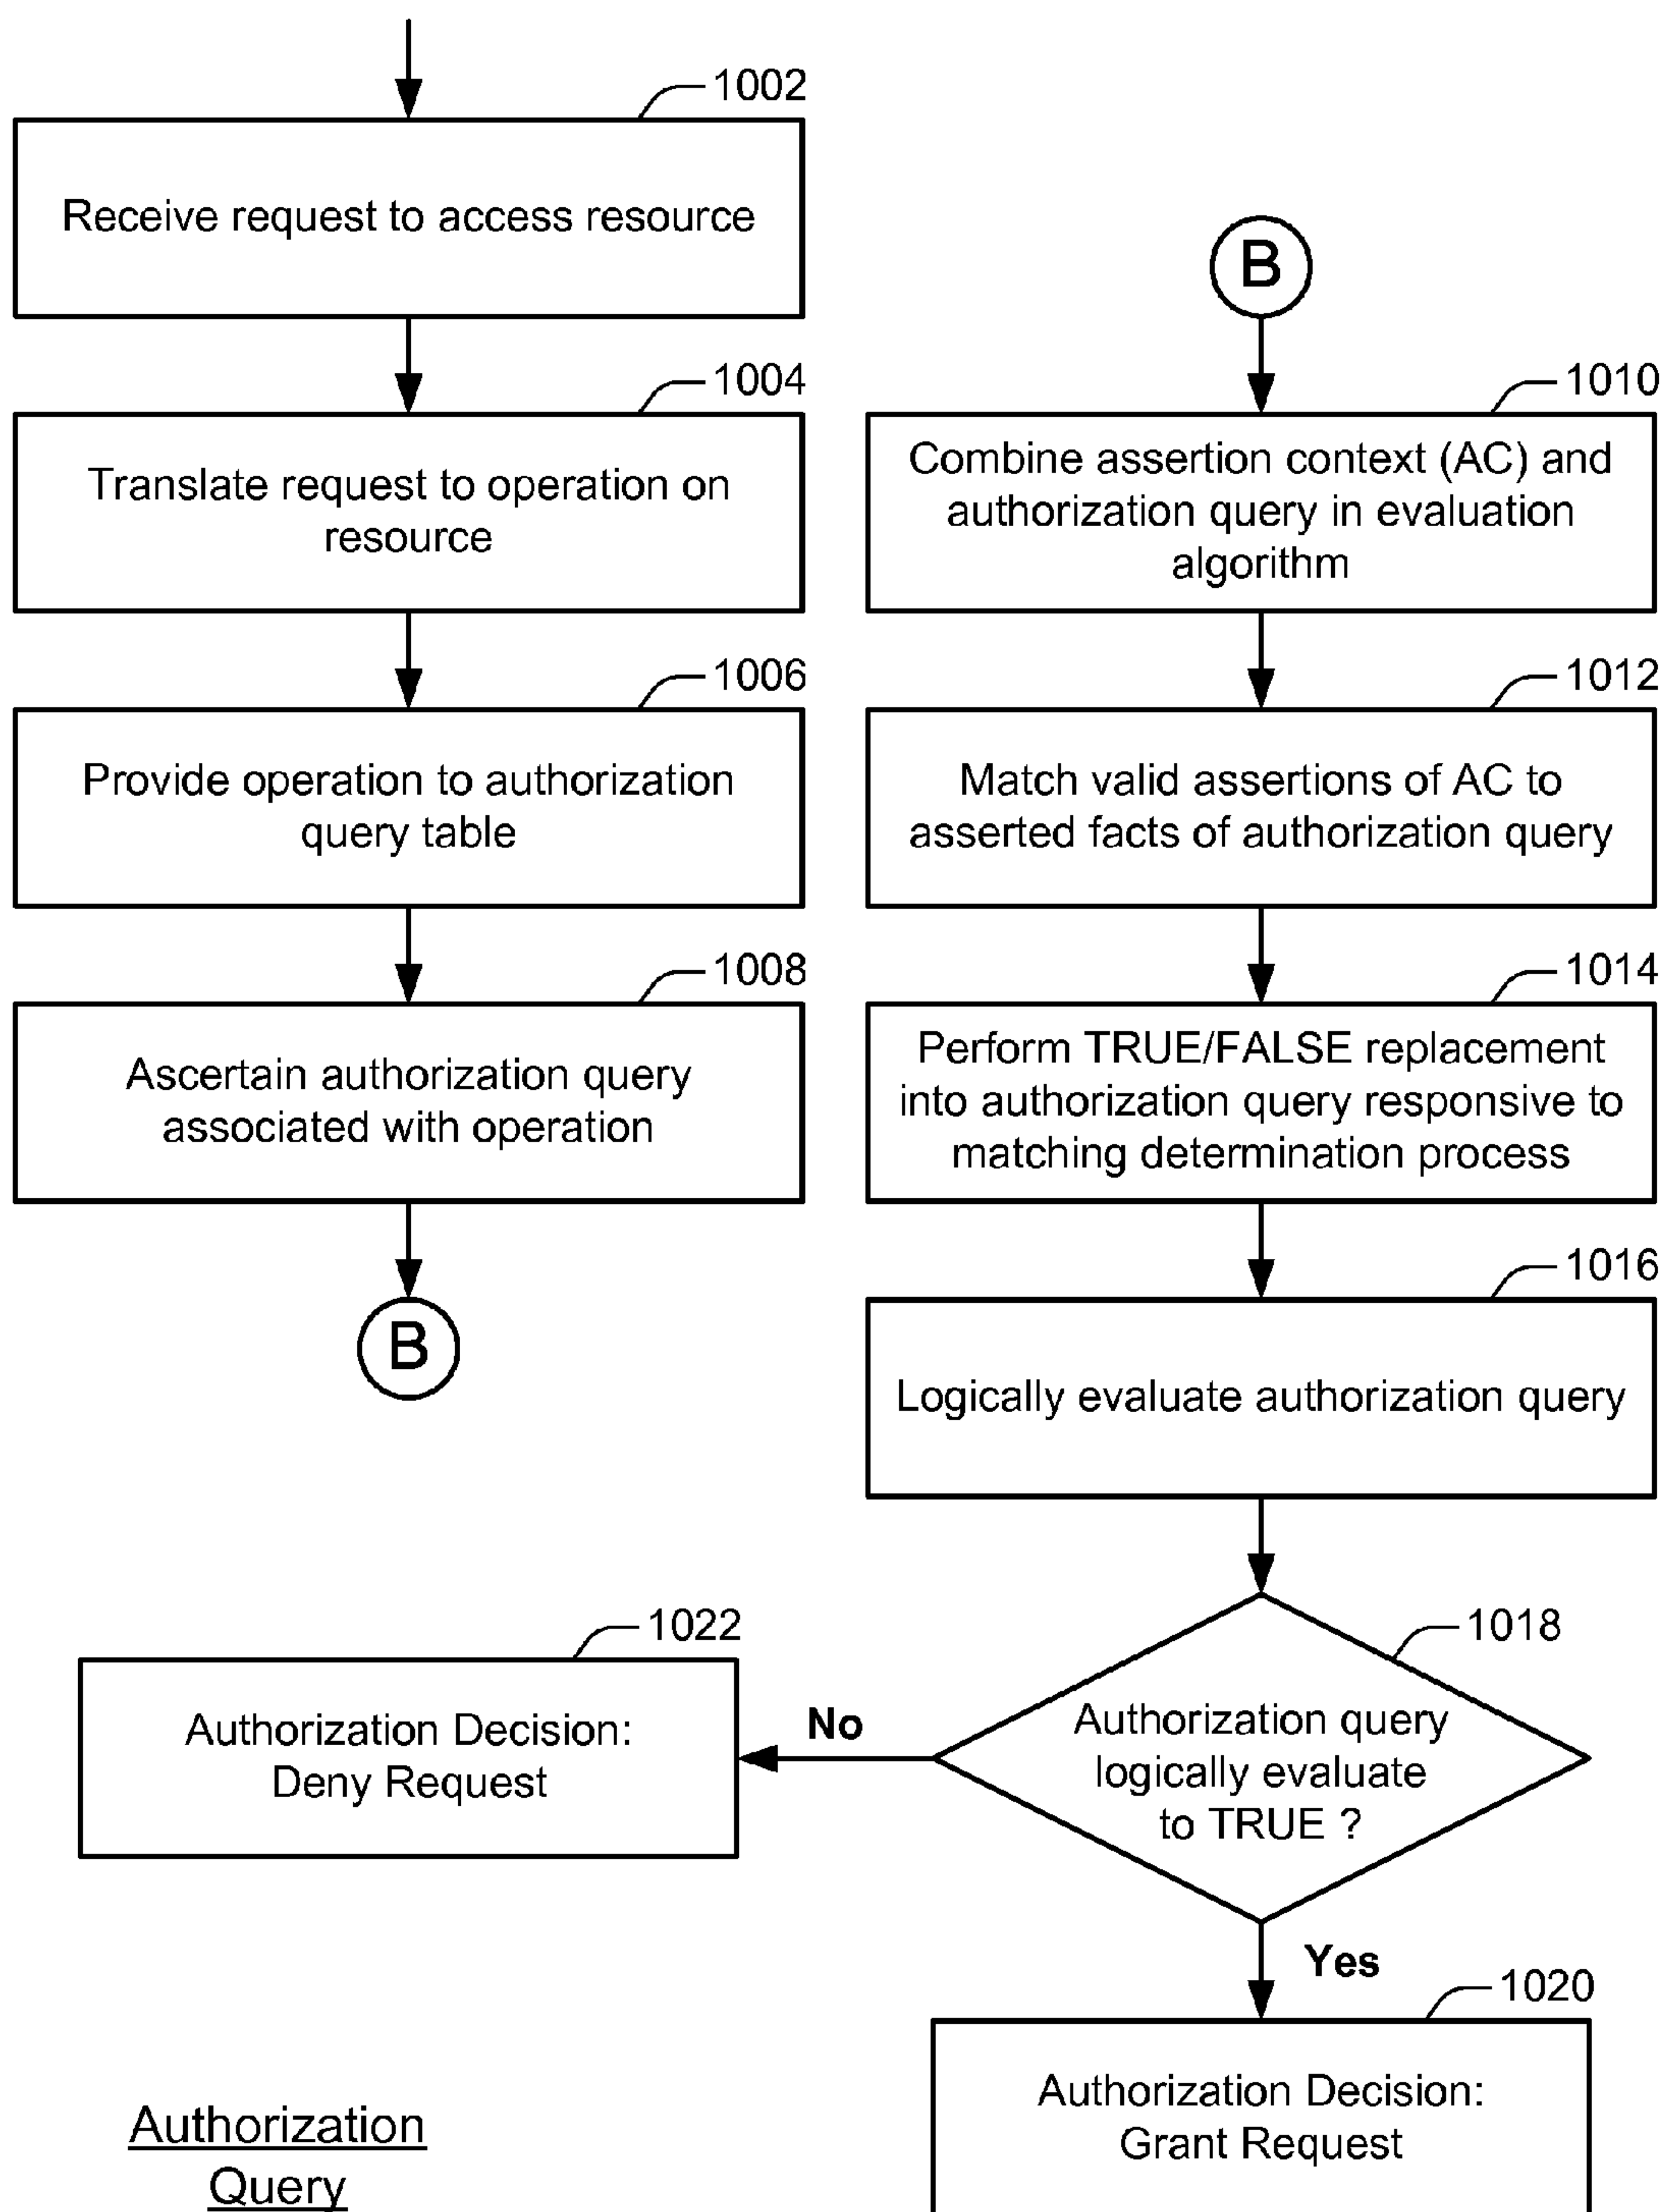 1002
Receive request to access resource
1004
Translate request to operation on
resource
1006
Provide operation to authorization
query table
1008
Ascertain authorization query
associated with operation
B
B
1010
Combine assertion context (AC) and
authorization query in evaluation
algorithm
1012
Match valid assertions of AC to
asserted facts of authorization query
1014
Perform TRUE/FALSE replacement
into authorization query responsive to
matching determination process
1016
Logically evaluate authorization query
1018
Authorization query
logically evaluate
to TRUE ?
No
1022
Authorization Decision:
Deny Request
Yes
1020
Authorization Decision:
Grant Request
Authorization
Query